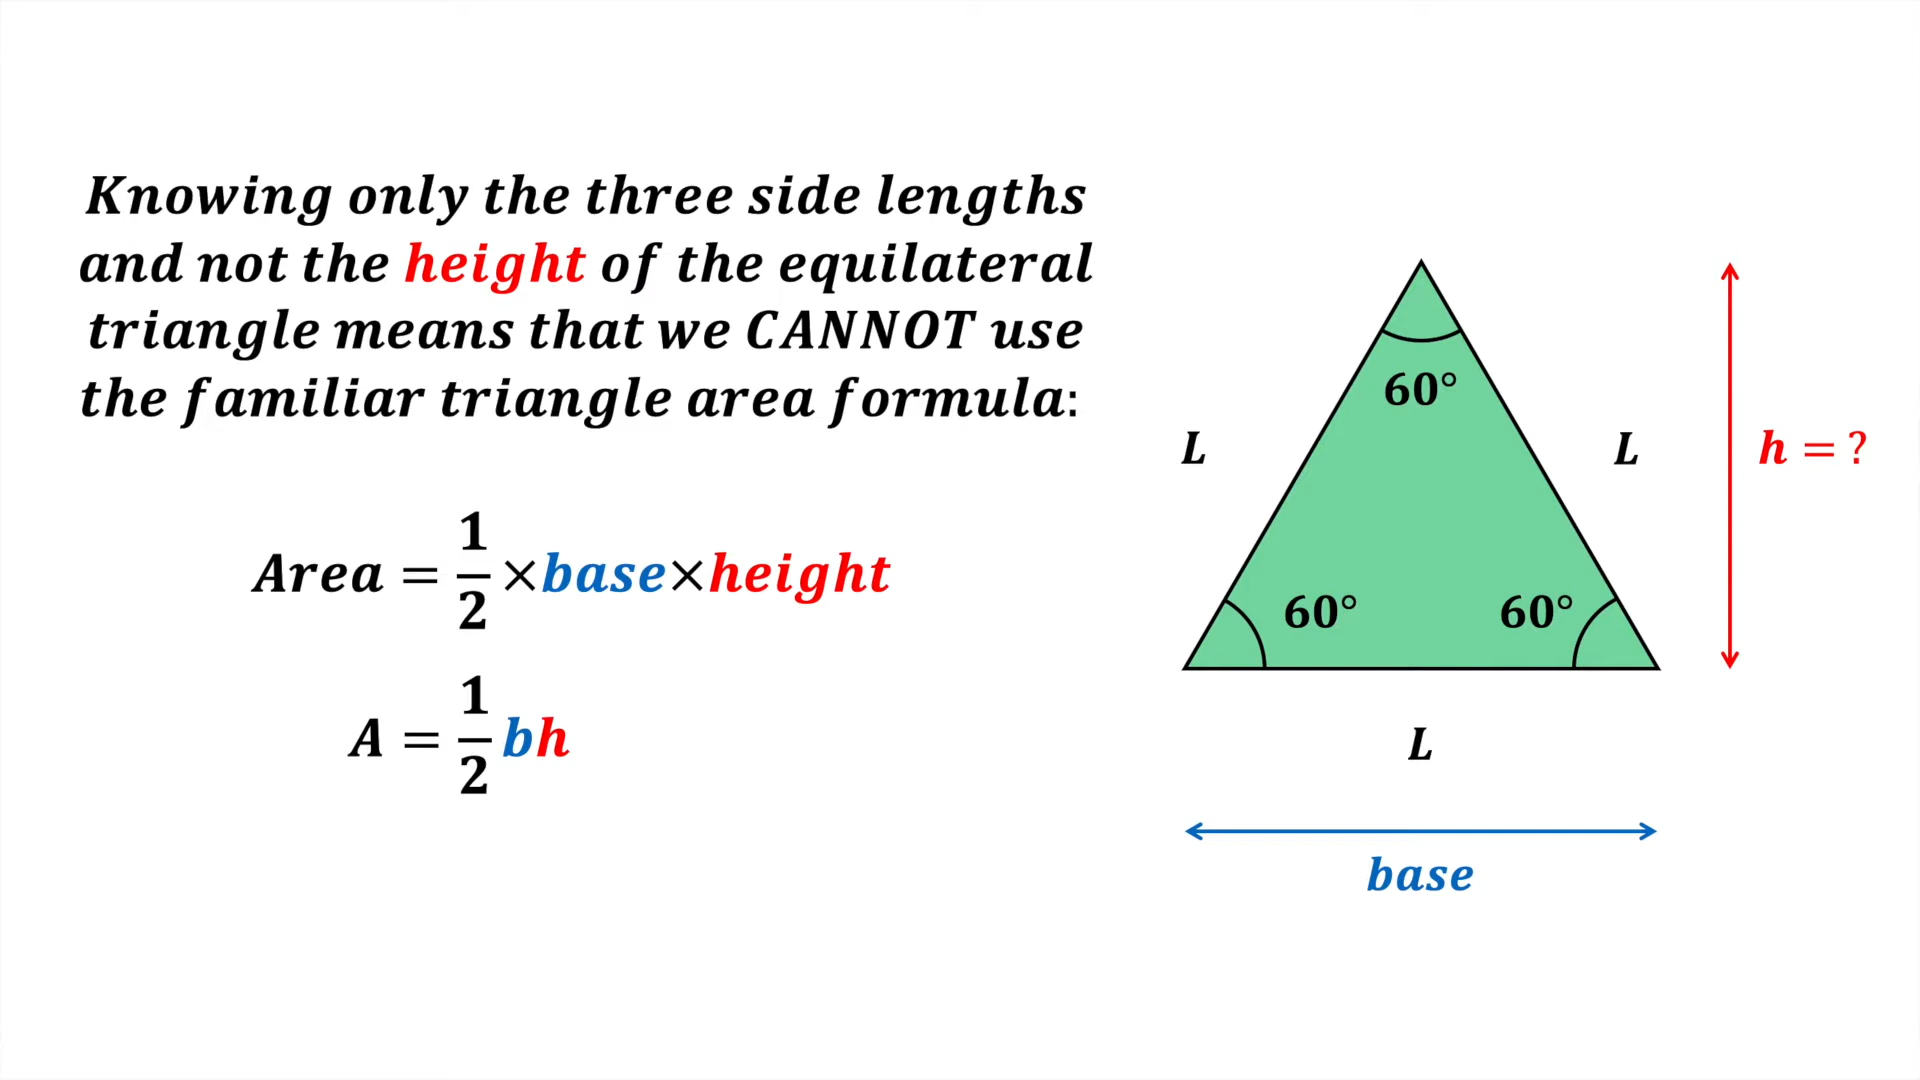 Knowing only the three side lengths
and not the height of the equilateral
triangle means that we CANNOT use
the familiar triangle area formula:
Area = 1/2 ×base×height
A = 1/2 bh
60°
L
L
h = ?
60°
60°
L
base